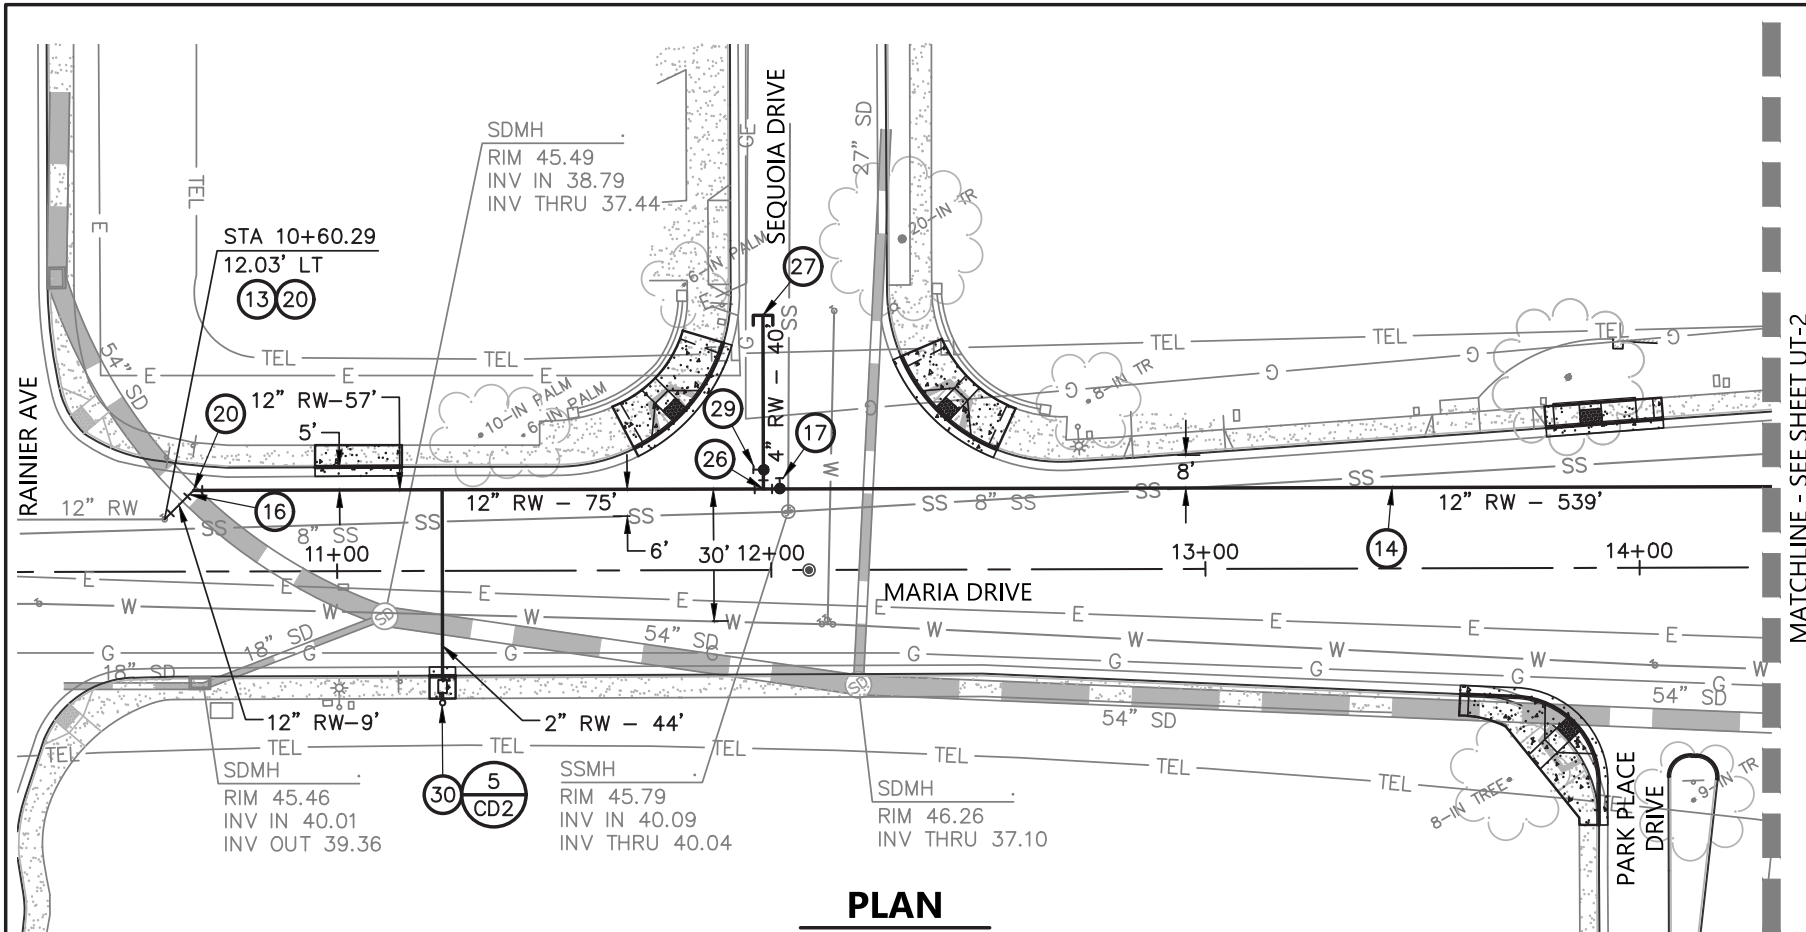 SDMH
RIM 45.49
INV IN 38.79
INV THRU 37.44
SEQUOIA DRIVE
GE
27" SD
20-IN TR
TEL
E
STA 10+60.29
12.03' LT
13 20
6-IN PALM
27
54" SD
TEL
TEL
E
E
E
E
G
SS
TEL
TEL
TEL
G
G
G
G
G
8-IN TR
MATCHLINE - SEE SHEET UT-2
RAINIER AVE
20
12" RW-57'
5'
10-IN PALM
6-IN PALM
29
26
4" RW - 40'
17
W
8'
SS
SS
SS
12" RW
16
SS
8" SS
SS
12" RW - 75'
SS
6'
30'
SS
8" SS
12" RW - 539'
14
11+00
12+00
13+00
14+00
MARIA DRIVE
E
E
E
E
E
E
E
E
E
W
W
W
W
W
W
W
W
SD
18" SD
54" SD
G
G
G
G
G
G
G
G
18" SD
SD
54" SD
54" SD
12" RW-9'
2" RW - 44'
TEL
TEL
TEL
TEL
TEL
TEL
TEL
TEL
SDMH
RIM 45.46
INV IN 40.01
INV OUT 39.36
30
5
CD2
SSMH
RIM 45.79
INV IN 40.09
INV THRU 40.04
SDMH
RIM 46.26
INV THRU 37.10
8-IN TREE
PARK PLACE
DRIVE
9-IN TR
PLAN